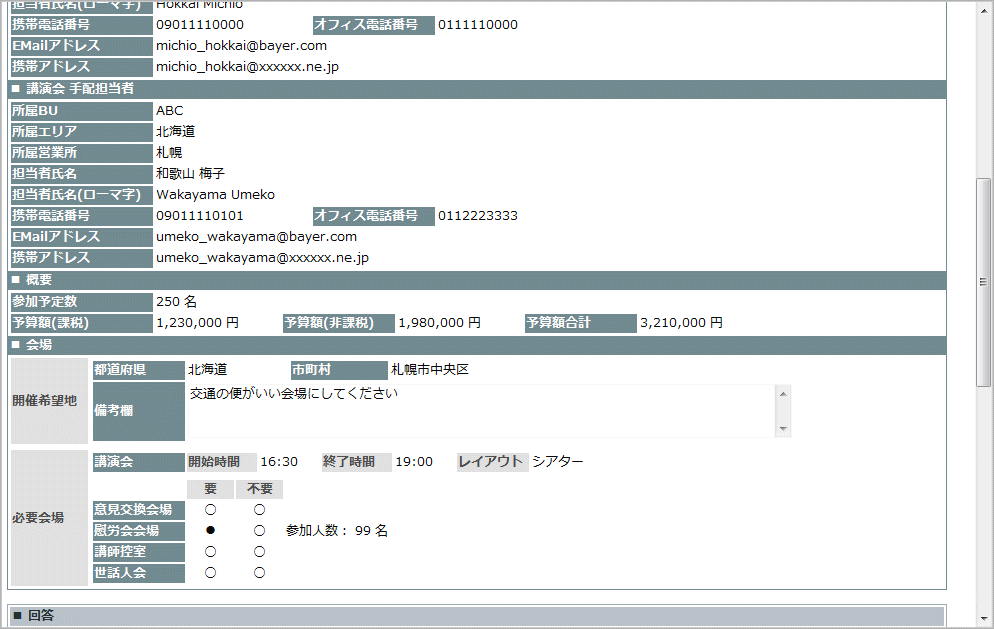 担当者氏名(ローマ字) Hokkai Michio
携帯電話番号 09011110000 オフィス電話番号 0111110000
EMailアドレス michio_hokkai@bayer.com
携帯アドレス michio_hokkai@xxxxxx.ne.jp
■ 講演会 手配担当者
所属BU ABC
所属エリア 北海道
所属営業所 札幌
担当者氏名 和歌山 梅子
担当者氏名(ローマ字) Wakayama Umeko
携帯電話番号 09011110101 オフィス電話番号 0112223333
EMailアドレス umeko_wakayama@bayer.com
携帯アドレス umeko_wakayama@xxxxxx.ne.jp
■ 概要
参加予定数 250 名
予算額(課税) 1,230,000 円 予算額(非課税) 1,980,000 円 予算額合計 3,210,000 円
■ 会場
開催希望地 都道府県 北海道 市町村 札幌市中央区
備考欄 交通の便がいい会場にしてください
必要会場 講演会 開始時間 16:30 終了時間 19:00 レイアウト シアター
要 不要
意見交換会場 ○ ○
慰労会会場 ● ○ 参加人数： 99 名
講師控室 ○ ○
世話人会 ○ ○
■ 回答